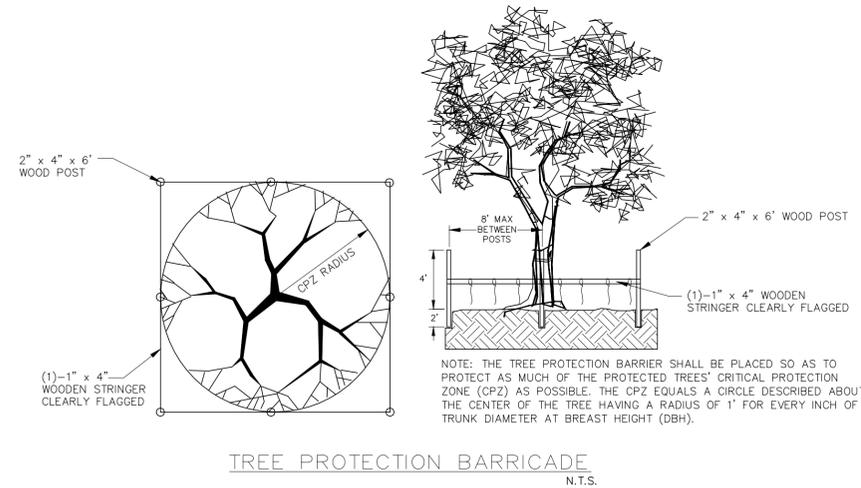 2" x 4" x 6'
WOOD POST
CPZ RADIUS
(1)-1" x 4"
WOODEN STRINGER
CLEARLY FLAGGED
8' MAX
BETWEEN
POSTS
2" x 4" x 6' WOOD POST
4'
2'
(1)-1" x 4" WOODEN
STRINGER CLEARLY FLAGGED
NOTE: THE TREE PROTECTION BARRIER SHALL BE PLACED SO AS TO
PROTECT AS MUCH OF THE PROTECTED TREES' CRITICAL PROTECTION
ZONE (CPZ) AS POSSIBLE. THE CPZ EQUALS A CIRCLE DESCRIBED ABOU
THE CENTER OF THE TREE HAVING A RADIUS OF 1' FOR EVERY INCH OF
TRUNK DIAMETER AT BREAST HEIGHT (DBH).
TREE PROTECTION BARRICADE
N.T.S.